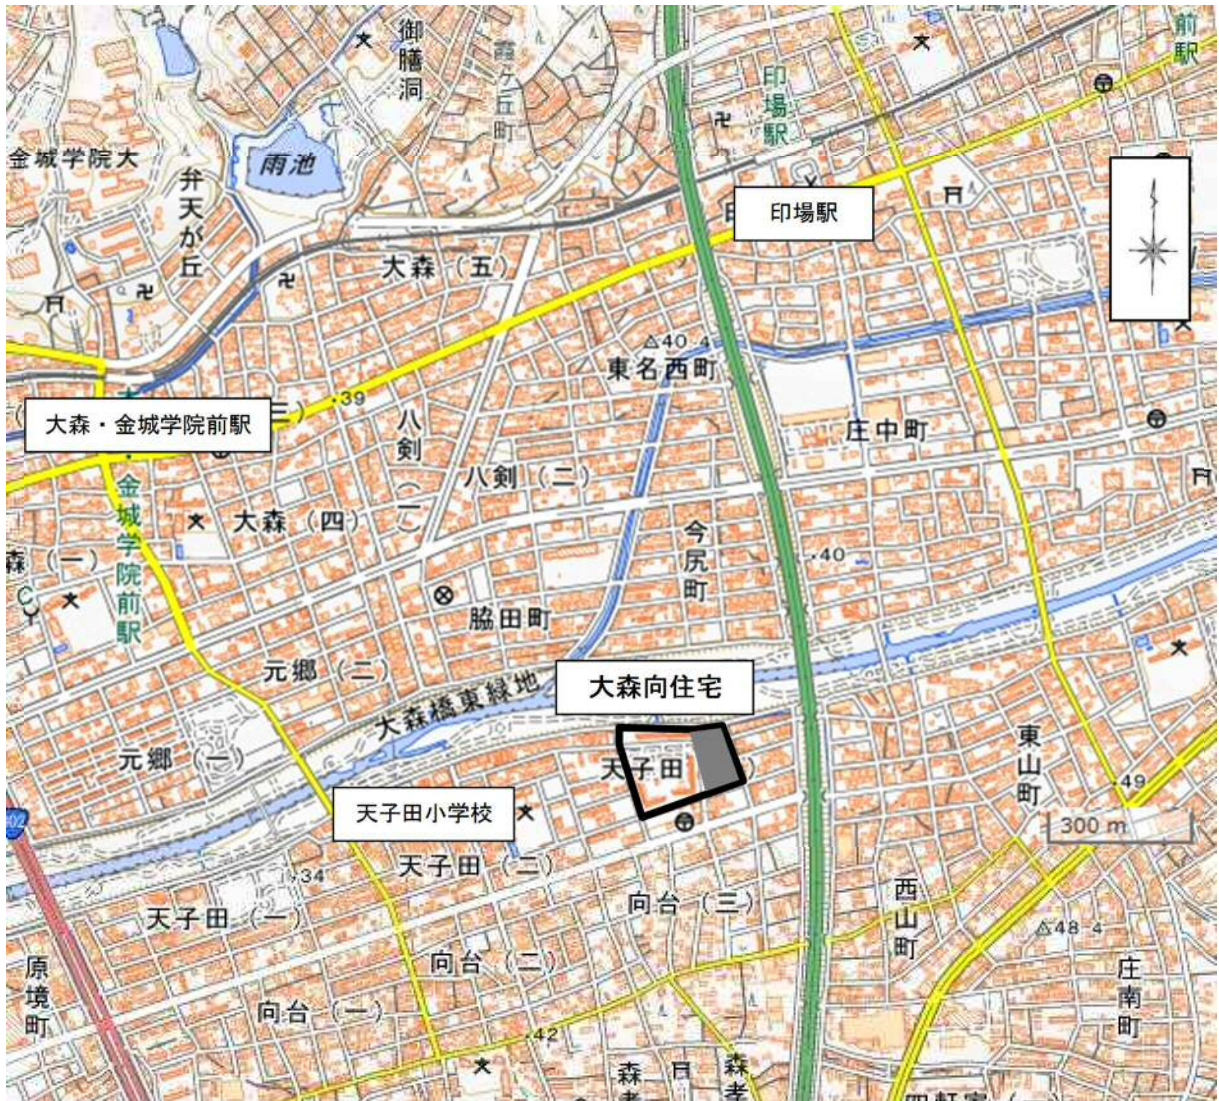 御膳洞
霞ヶ丘町
印場駅
前駅
金城学院大
雨池
弁天が丘
印場駅
大森（五）
40.4
東名西町
39
大森・金城学院前駅
八剣（一）
庄中町
八剣（二）
金城学院前駅
大森（四）
今尻町
40
森（一）
脇田町
元郷（二）
大森向住宅
大森橋東緑地
元郷（一）
天子田
東山町
49
天子田小学校
300 m
天子田（二）
34
天子田（一）
向台（三）
西山町
48.4
原境町
向台（二）
庄南町
向台（一）
42
森孝